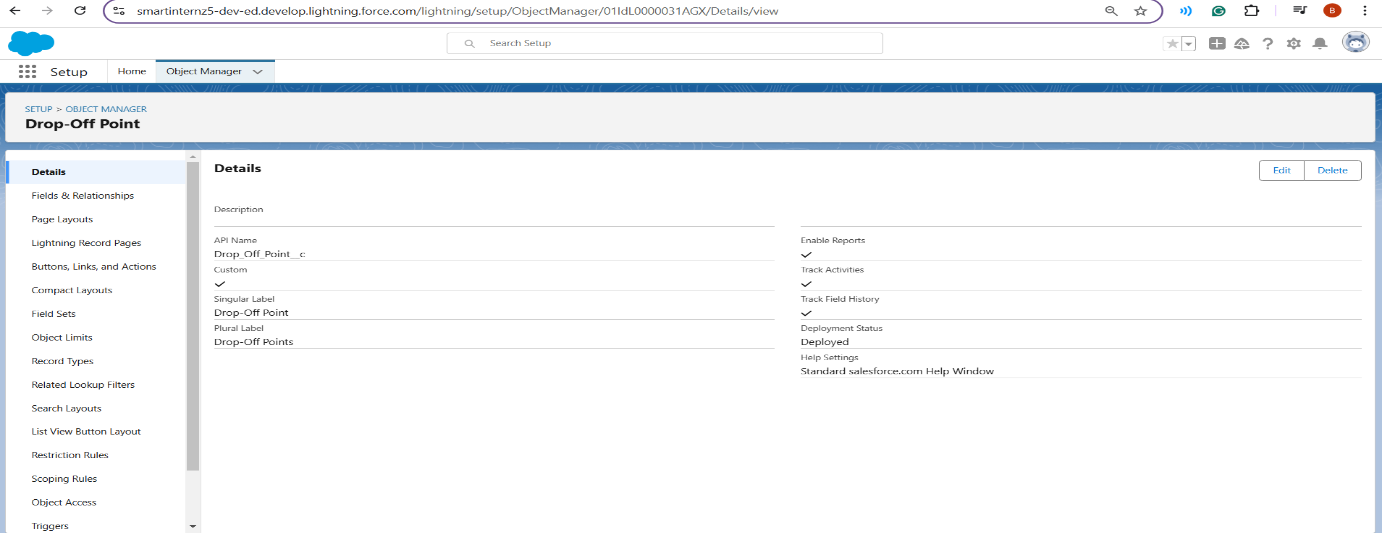 smartinternz5-dev-ed.develop.lightning.force.com/lightning/setup/ObjectManager/01IdL0000031AGX/Details/view
B
Search Setup
Setup
Home
Object Manager
SETUP > OBJECT MANAGER
Drop-Off Point
Details
Fields & Relationships
Page Layouts
Lightning Record Pages
Buttons, Links, and Actions
Compact Layouts
Field Sets
Object Limits
Record Types
Related Lookup Filters
Search Layouts
List View Button Layout
Restriction Rules
Scoping Rules
Object Access
Triggers
Details
Edit
Delete
Description
API Name
Drop_Off_Point__c
Custom
Singular Label
Drop-Off Point
Plural Label
Drop-Off Points
Enable Reports
Track Activities
Track Field History
Deployment Status
Deployed
Help Settings
Standard salesforce.com Help Window